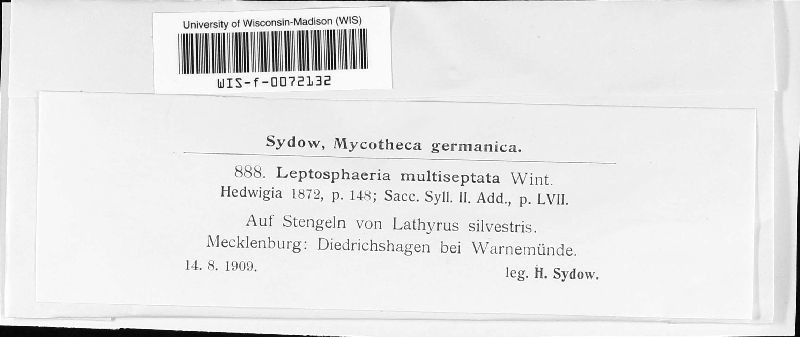 University of Wisconsin-Madison (WIS)
WIS-f-0072132
Sydow, Mycotheca germanica.
888. Leptosphaeria multiseptata Wint.
Hedwigia 1872, p. 148; Sacc. Syll. II. Add., p. LVII.
Auf Stengeln von Lathyrus silvestris.
Mecklenburg: Diedrichshagen bei Warnemünde.
14. 8. 1909. leg. H. Sydow.